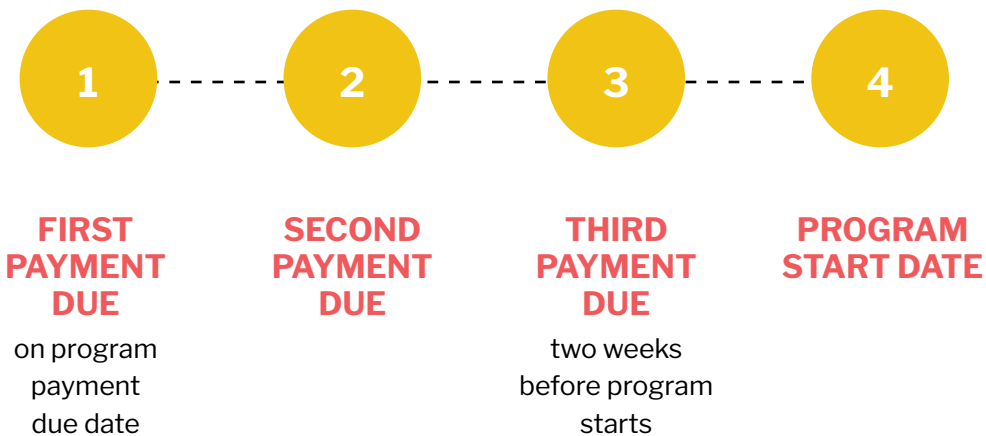 1
2
3
4
FIRST
PAYMENT
DUE
on program
payment
due date
SECOND
PAYMENT
DUE
THIRD
PAYMENT
DUE
two weeks
before program
starts
PROGRAM
START DATE